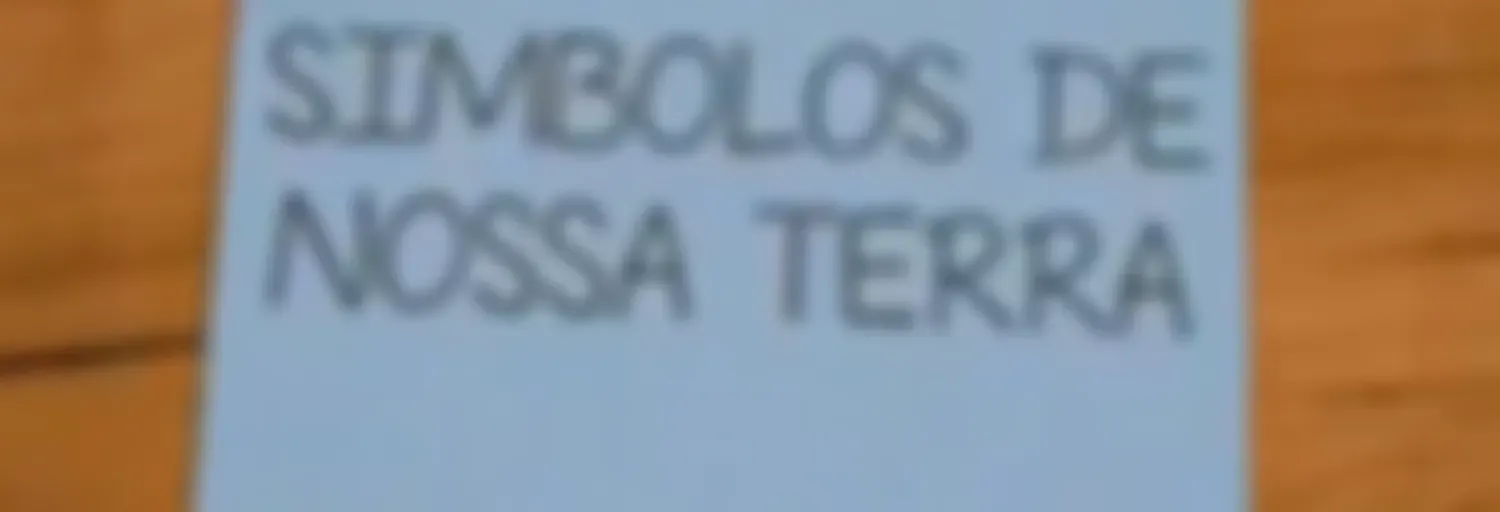 SIMBOLOS DE
NOSSA TERRA